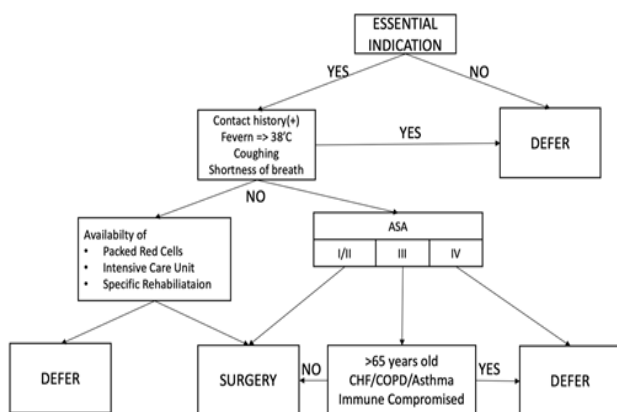 ESSENTIAL
INDICATION
YES
NO
Contact history(+)
Fevern => 38'C
Coughing
Shortness of breath
YES
DEFER
NO
Availabilty of
• Packed Red Cells
• Intensive Care Unit
• Specific Rehabiliataion
ASA
I/II
III
IV
DEFER
SURGERY
NO
>65 years old
CHF/COPD/Asthma
Immune Compromised
YES
DEFER